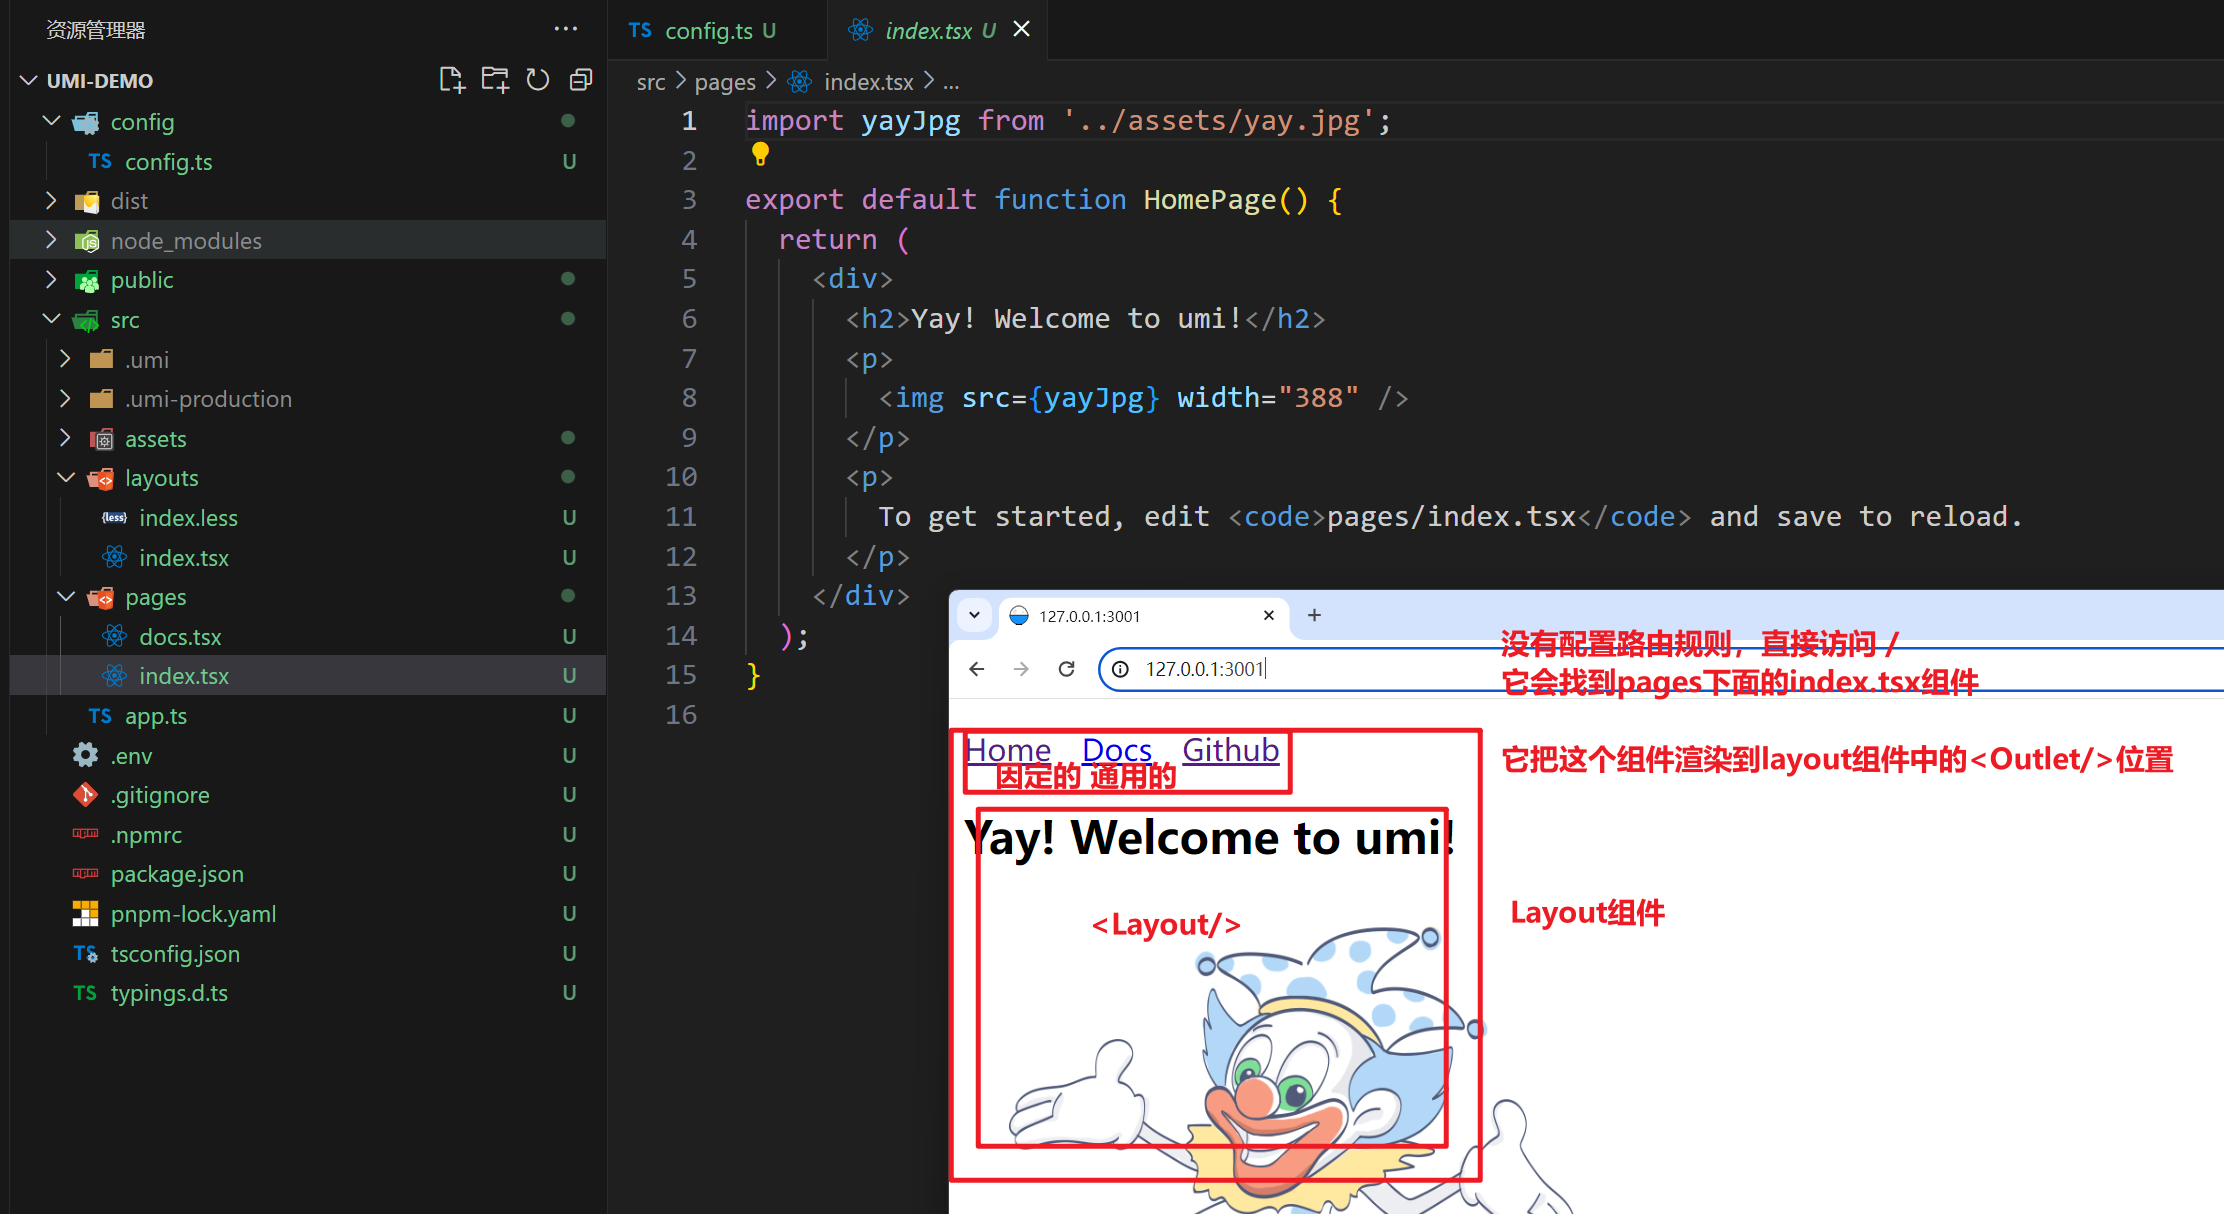 资源管理器
UMI-DEMO
config
TS config.ts U
dist
node_modules
public
src
.umi
.umi-production
assets
layouts
{less} index.less U
index.tsx U
pages
docs.tsx U
index.tsx U
TS app.ts U
.env U
.gitignore U
.npmrc U
package.json U
pnpm-lock.yaml U
TS tsconfig.json U
TS typings.d.ts U
TS config.ts U
index.tsx U
src > pages > index.tsx > ...
1 import yayJpg from '../assets/yay.jpg';
2
3 export default function HomePage() {
4 return (
5 <div>
6 <h2>Yay! Welcome to umi!</h2>
7 <p>
8 <img src={yayJpg} width="388" />
9 </p>
10 <p>
11 To get started, edit <code>pages/index.tsx</code> and save to reload.
12 </p>
13 </div>
14 );
15 }
16
127.0.0.1:3001
127.0.0.1:3001
没有配置路由规则，直接访问 /
它会找到pages下面的index.tsx组件
Home Docs Github
因定的 通用的
它把这个组件渲染到layout组件中的<Outlet/>位置
Yay! Welcome to umi!
<Layout/>
Layout组件